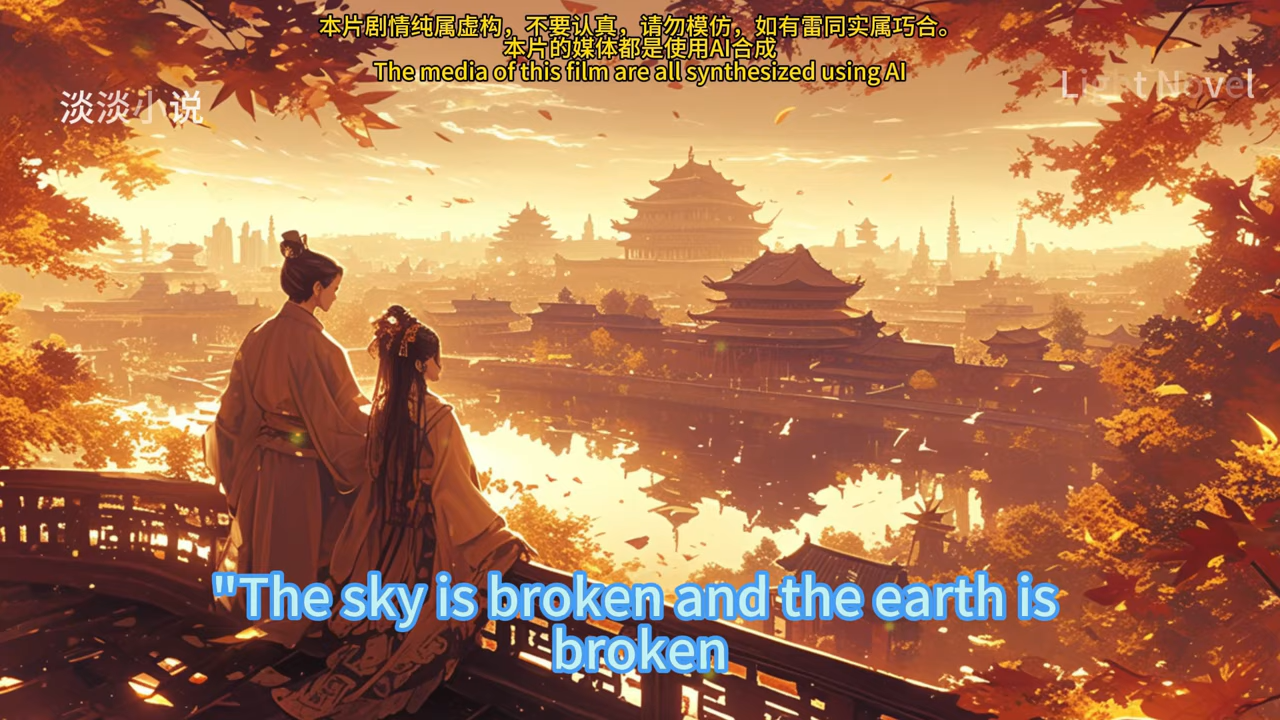 本片剧情纯属虚构，不要认真，请勿模仿，如有雷同实属巧合。
本片的媒体都是使用AI合成
The media of this film are all synthesized using AI
淡淡小说
Light Novel
"The sky is broken and the earth is
broken